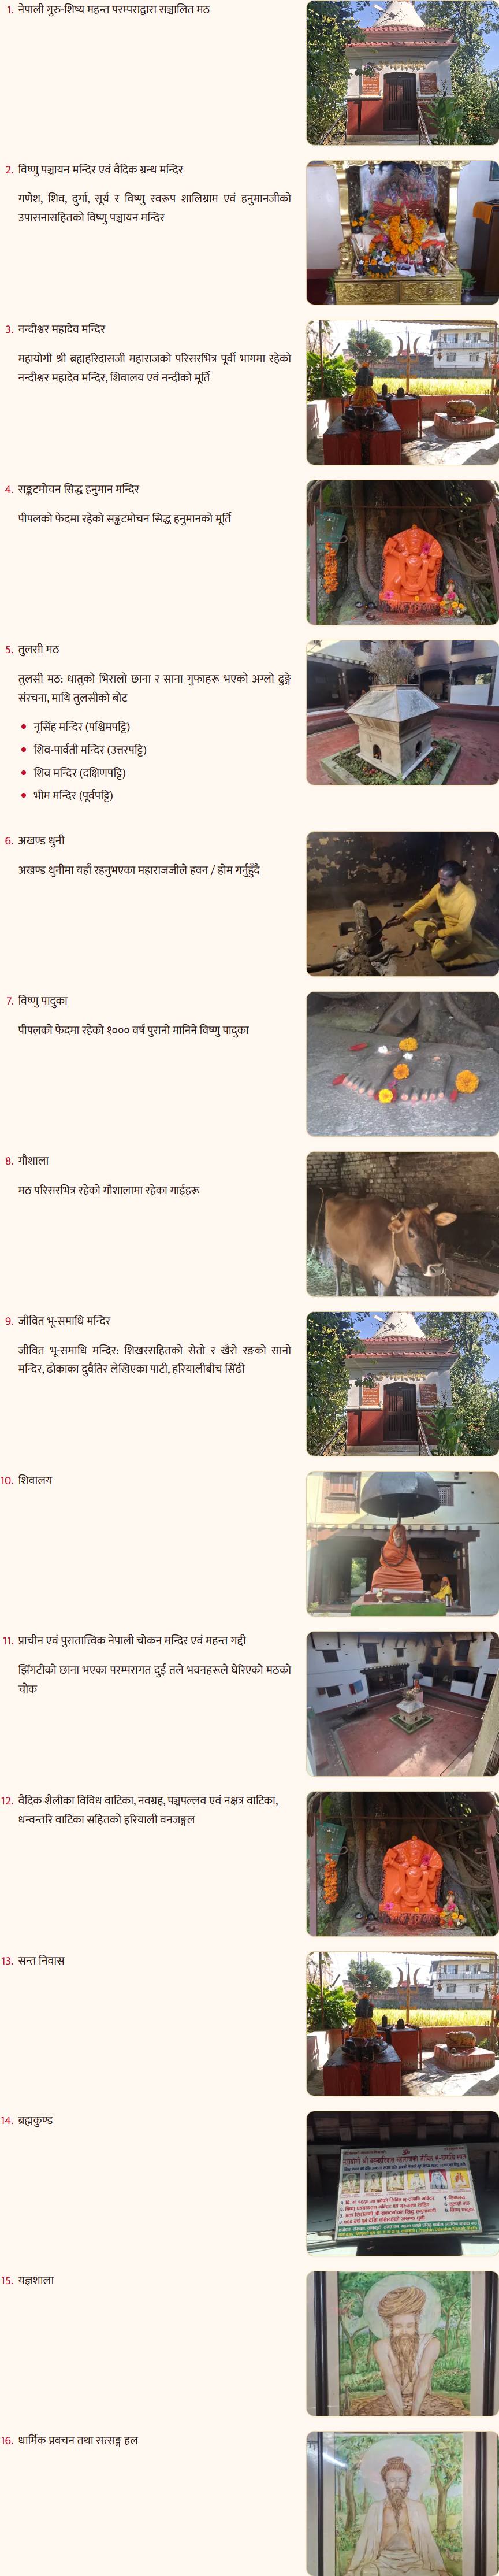 1. नेपाली गुरु-शिष्य महन्त परम्पराद्वारा सञ्चालित मठ
2. विष्णु पञ्चायन मन्दिर एवं वैदिक ग्रन्थ मन्दिर
गणेश, शिव, दुर्गा, सूर्य र विष्णु स्वरूप शालिग्राम एवं हनुमानजीको
उपासनासहितको विष्णु पञ्चायन मन्दिर
3. नन्दीश्वर महादेव मन्दिर
महायोगी श्री ब्रह्महरिदासजी महाराजको परिसरभित्र पूर्वी भागमा रहेको
नन्दीश्वर महादेव मन्दिर, शिवालय एवं नन्दीको मूर्ति
4. सङ्कटमोचन सिद्ध हनुमान मन्दिर
पीपलको फेदमा रहेको सङ्कटमोचन सिद्ध हनुमानको मूर्ति
5. तुलसी मठ
तुलसी मठ: धातुको भिरालो छाना र साना गुफाहरू भएको अग्लो ढुङ्गे
संरचना, माथि तुलसीको बोट
नृसिंह मन्दिर (पश्चिमपट्टि)
शिव-पार्वती मन्दिर (उत्तरपट्टि)
शिव मन्दिर (दक्षिणपट्टि)
भीम मन्दिर (पूर्वपट्टि)
6. अखण्ड धुनी
अखण्ड धुनीमा यहाँ रहनुभएका महाराजजीले हवन / होम गर्नुहुँदै
7. विष्णु पादुका
पीपलको फेदमा रहेको १००० वर्ष पुरानो मानिने विष्णु पादुका
8. गौशाला
मठ परिसरभित्र रहेको गौशालामा रहेका गाईहरू
9. जीवित भू-समाधि मन्दिर
जीवित भू-समाधि मन्दिर: शिखरसहितको सेतो र खैरो रङको सानो
मन्दिर, ढोकाका दुवैतिर लेखिएका पाटी, हरियालीबीच सिँढी
10. शिवालय
11. प्राचीन एवं पुरातात्त्विक नेपाली चोकन मन्दिर एवं महन्त गद्दी
झिँगटीको छाना भएका परम्परागत दुई तले भवनहरूले घेरिएको मठको
चोक
12. वैदिक शैलीका विविध वाटिका, नवग्रह, पञ्चपल्लव एवं नक्षत्र वाटिका,
धन्वन्तरि वाटिका सहितको हरियाली वनजङ्गल
13. सन्त निवास
14. ब्रह्मकुण्ड
15. यज्ञशाला
16. धार्मिक प्रवचन तथा सत्सङ्ग हल